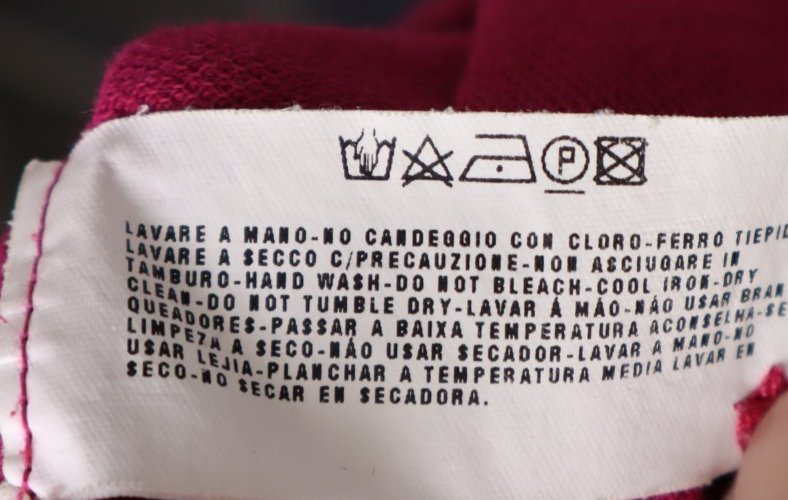 P
LAVARE A MANO-NO CANDEGGIO CON CLORO-FERRO TIEPID
LAVARE A SECCO C/PRECAUZIONE-NON ASCIUGARE IN
TAMBURO-HAND WASH-DO NOT BLEACH-COOL IRON-DRY
CLEAN-DO NOT TUMBLE DRY-LAVAR Á MÁO-NÁO USAR BRAN
QUEADORES-PASSAR A BAIXA TEMPERATURA ACONSELHA-SE
LIMPEZA A SECO-NÁO USAR SECADOR-LAVAR A MANO-NO
USAR LEJIA-PLANCHAR A TEMPERATURA MEDIA LAVAR EN
SECO-NO SECAR EN SECADORA.